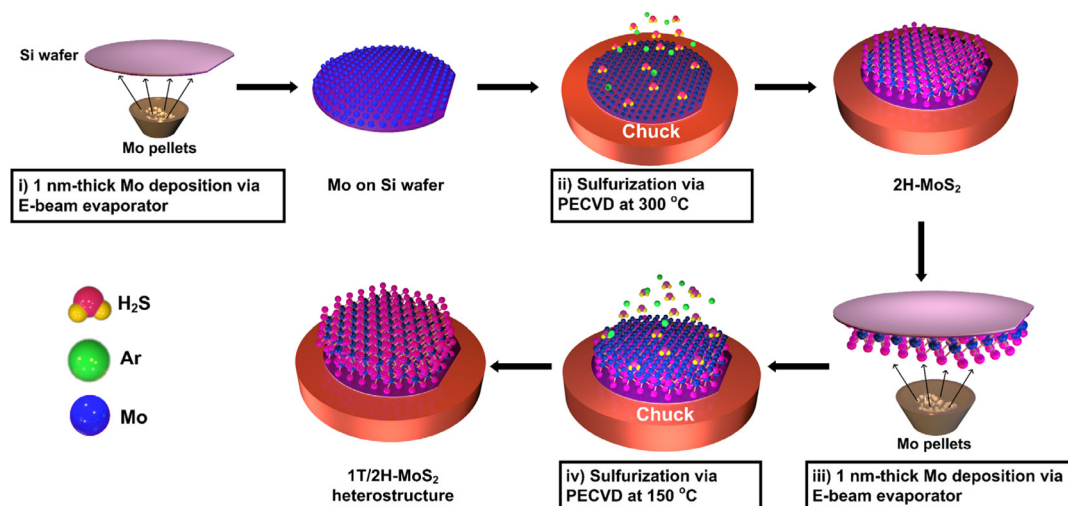 Si wafer
Mo pellets
i) 1 nm-thick Mo deposition via
E-beam evaporator
Mo on Si wafer
Chuck
ii) Sulfurization via
PECVD at 300 °C
2H-MoS₂
H₂S
Ar
Mo
1T/2H-MoS₂
heterostructure
Chuck
iv) Sulfurization via
PECVD at 150 °C
Mo pellets
iii) 1 nm-thick Mo deposition via
E-beam evaporator